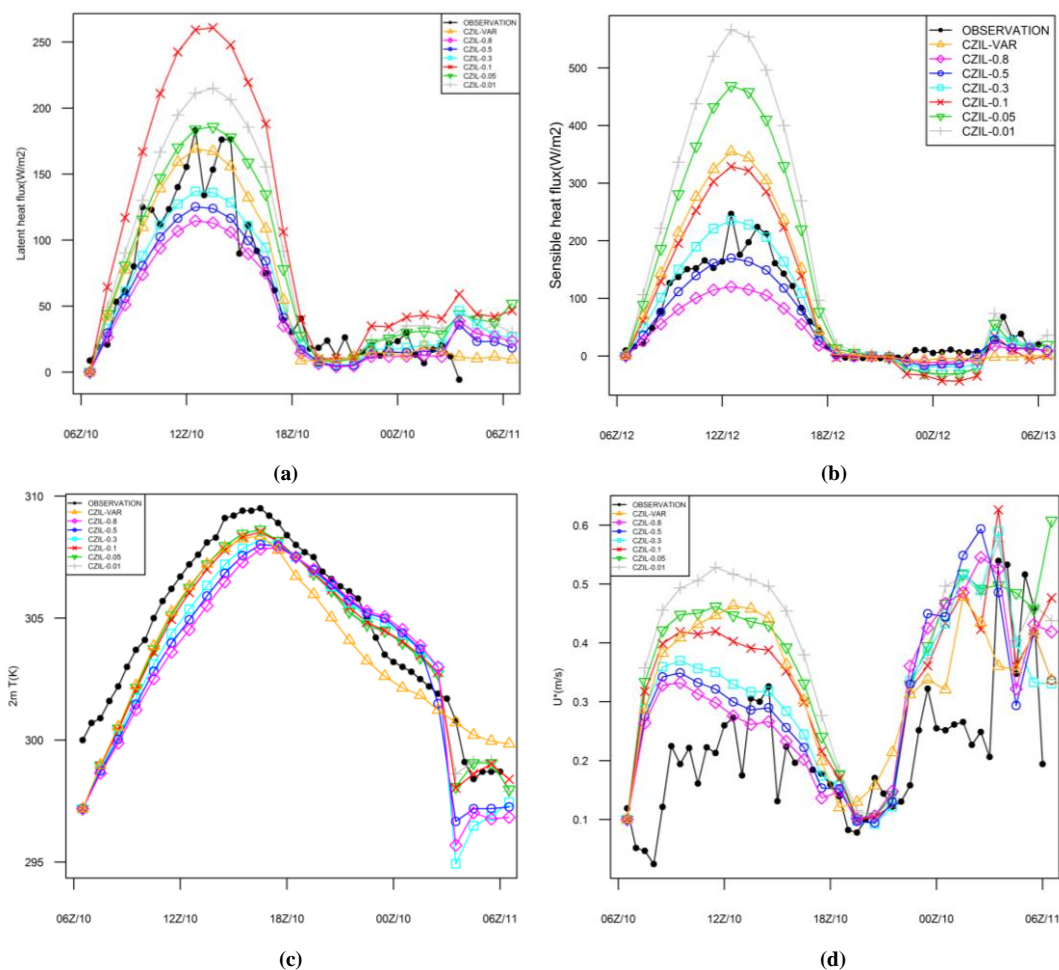 Latent heat flux(W/m2)
250
200
150
100
50
0
OBSERVATION
CZIL-VAR
CZIL-0.8
CZIL-0.5
CZIL-0.3
CZIL-0.1
CZIL-0.05
CZIL-0.01
06Z/10 12Z/10 18Z/10 00Z/11 06Z/11
(a)
Sensible heat flux(W/m2)
500
400
300
200
100
0
OBSERVATION
CZIL-VAR
CZIL-0.8
CZIL-0.5
CZIL-0.3
CZIL-0.1
CZIL-0.05
CZIL-0.01
06Z/12 12Z/12 18Z/12 00Z/12 06Z/13
(b)
2m T(K)
310
305
300
295
OBSERVATION
CZIL-VAR
CZIL-0.8
CZIL-0.5
CZIL-0.3
CZIL-0.1
CZIL-0.05
CZIL-0.01
06Z/10 12Z/10 18Z/10 00Z/10 06Z/11
(c)
U*(m/s)
0.6
0.5
0.4
0.3
0.2
0.1
OBSERVATION
CZIL-VAR
CZIL-0.8
CZIL-0.5
CZIL-0.3
CZIL-0.1
CZIL-0.05
CZIL-0.01
06Z/10 12Z/10 18Z/10 00Z/10 06Z/11
(d)